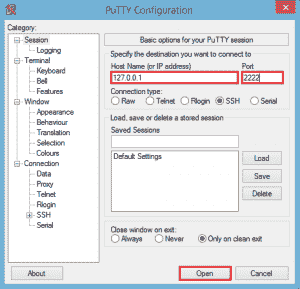 PuTTY Configuration
Category:
Session
Logging
Terminal
Keyboard
Bell
Features
Window
Appearance
Behaviour
Translation
Selection
Colours
Connection
Data
Proxy
Telnet
Rlogin
SSH
Serial
Basic options for your PuTTY session
Specify the destination you want to connect to
Host Name (or IP address) Port
127.0.0.1 2222
Connection type:
Raw Telnet Rlogin SSH Serial
Load, save or delete a stored session
Saved Sessions
Default Settings
Load
Save
Delete
Close window on exit:
Always Never Only on clean exit
About Open Cancel